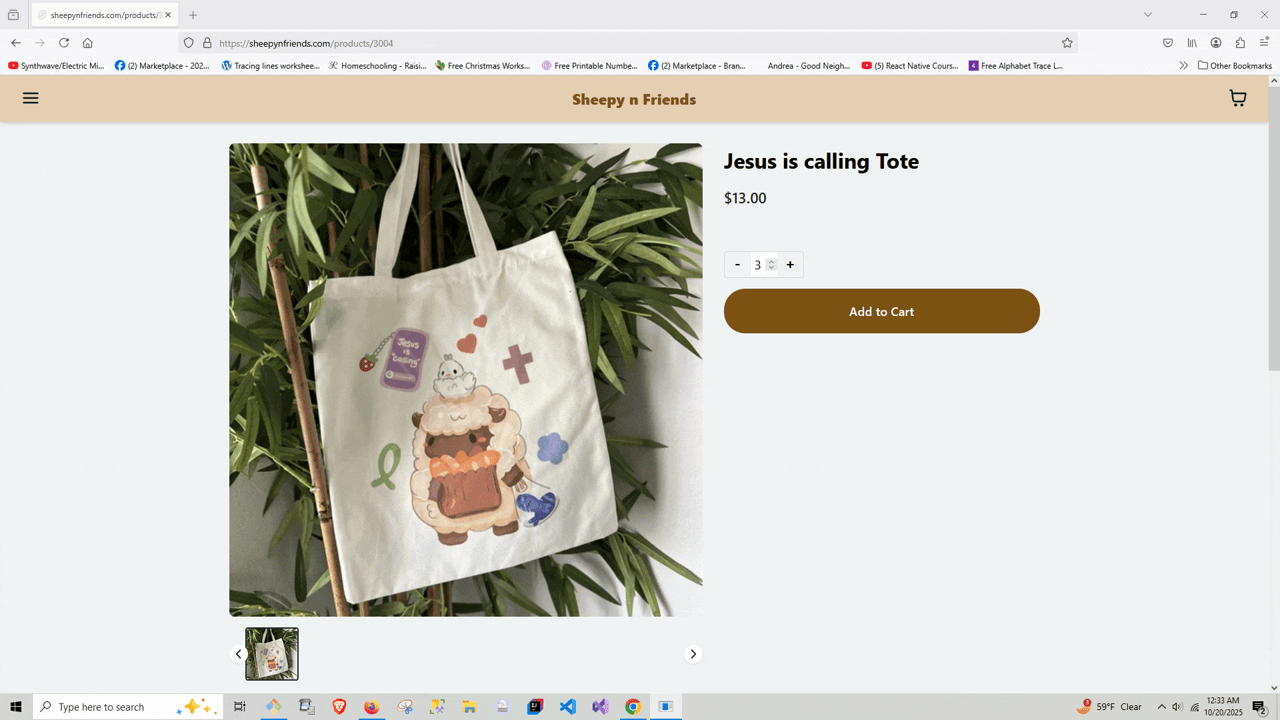 sheepynfriends.com/products/3
https://sheepynfriends.com/products/3004
Synthwave/Electric Mi...
(2) Marketplace - 202...
Tracing lines workshee...
Homeschooling - Raisi...
Free Christmas Works...
Free Printable Numbe...
(2) Marketplace - Bran...
Andrea - Good Neigh...
(5) React Native Cours...
Free Alphabet Trace L...
Other Bookmarks
Sheepy n Friends
Jesus is calling Tote
$13.00
- 3 +
Add to Cart
Jesus
is
"calling"
Type here to search
59°F Clear
12:33 AM
10/20/2025
2